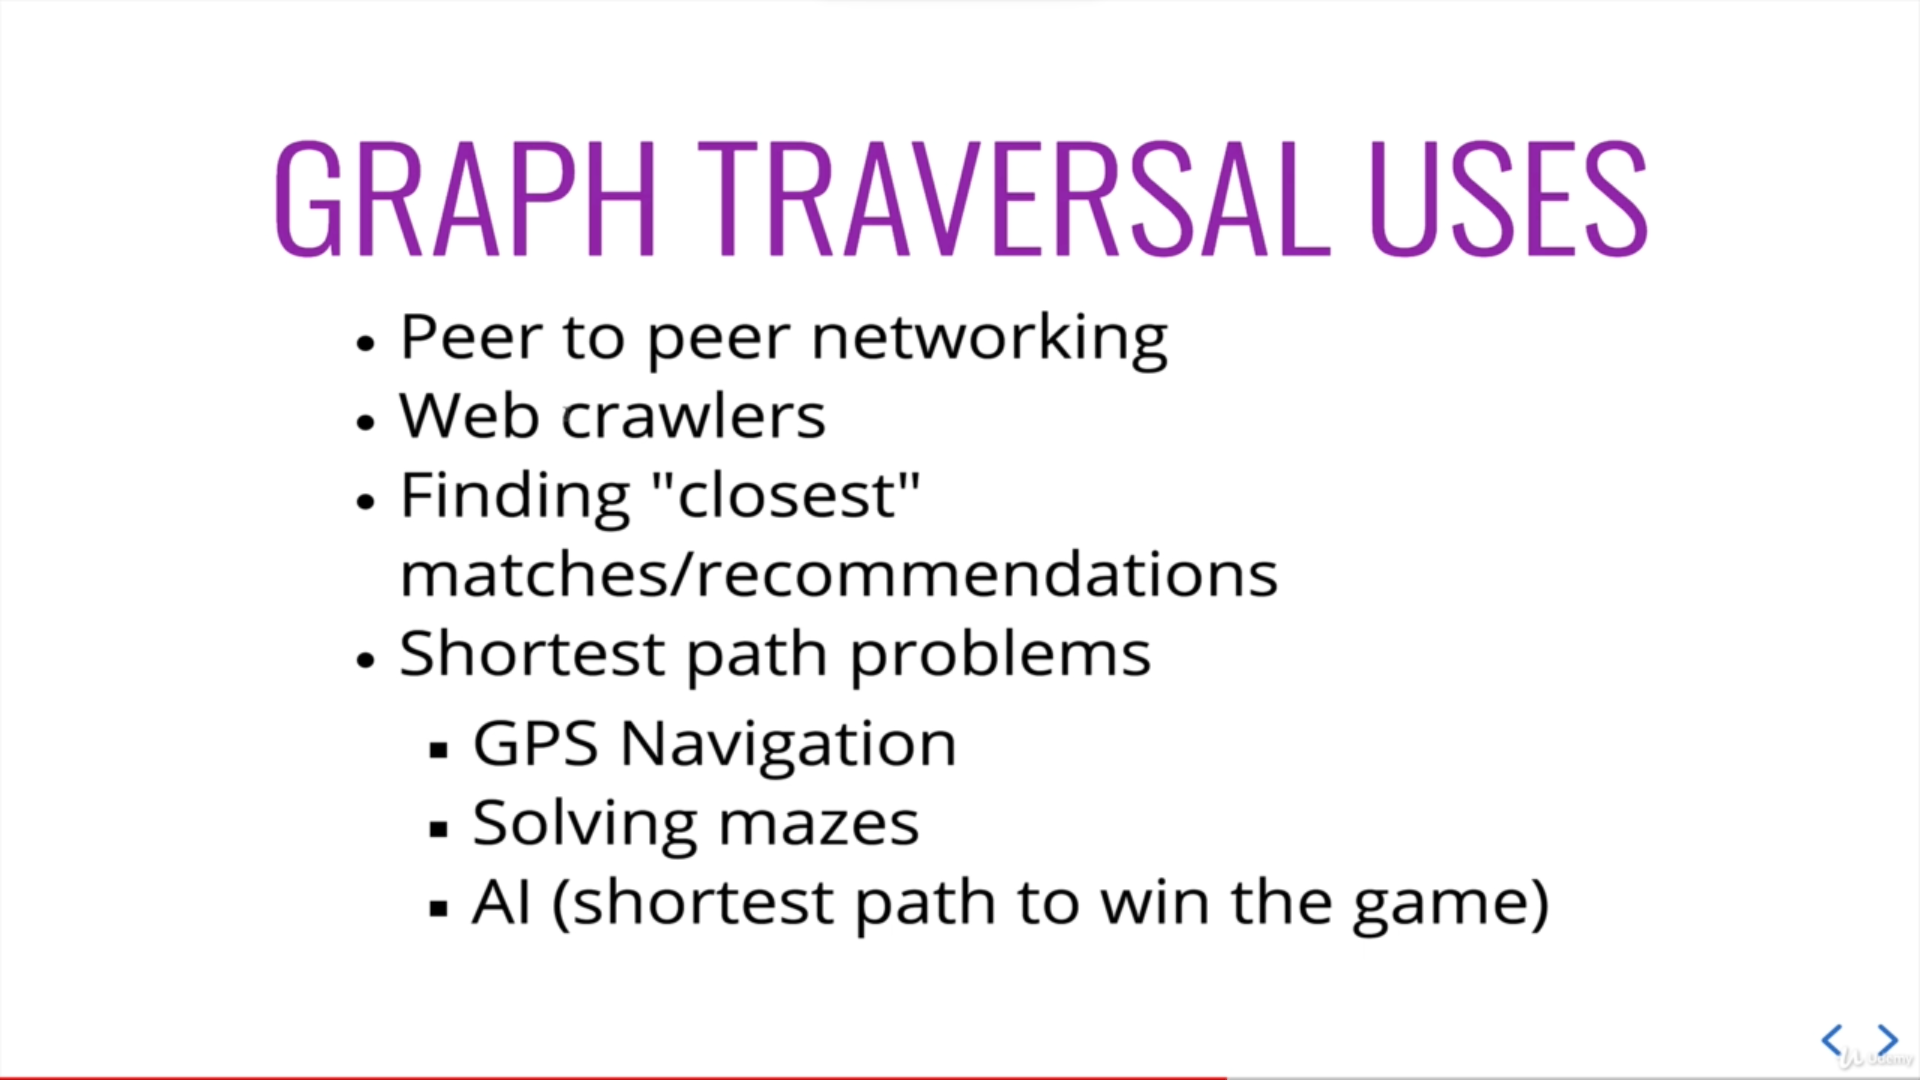 GRAPH TRAVERSAL USES
• Peer to peer networking
• Web crawlers
• Finding "closest"
matches/recommendations
• Shortest path problems
▪ GPS Navigation
▪ Solving mazes
▪ AI (shortest path to win the game)
Udemy